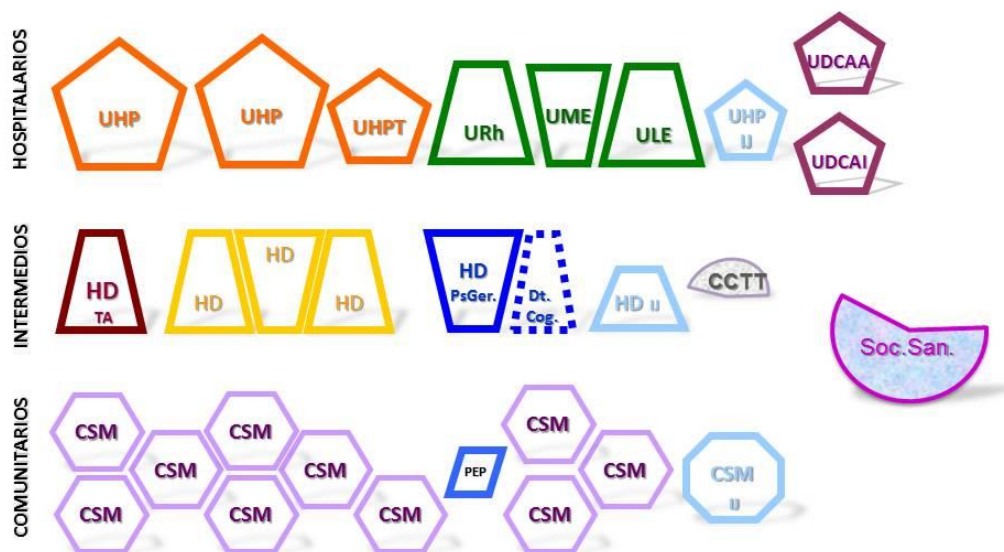 HOSPITALARIOS
UHP
UHP
UHPT
URh
UME
ULE
UHP
IJ
UDCAA
UDCAI
INTERMEDIOS
HD
TA
HD
HD
HD
HD
PsGer.
Dt.
Cog.
HD IJ
CCTT
Soc.San.
COMUNITARIOS
CSM
CSM
CSM
CSM
CSM
CSM
CSM
CSM
PEP
CSM
CSM
CSM
CSM
IJ